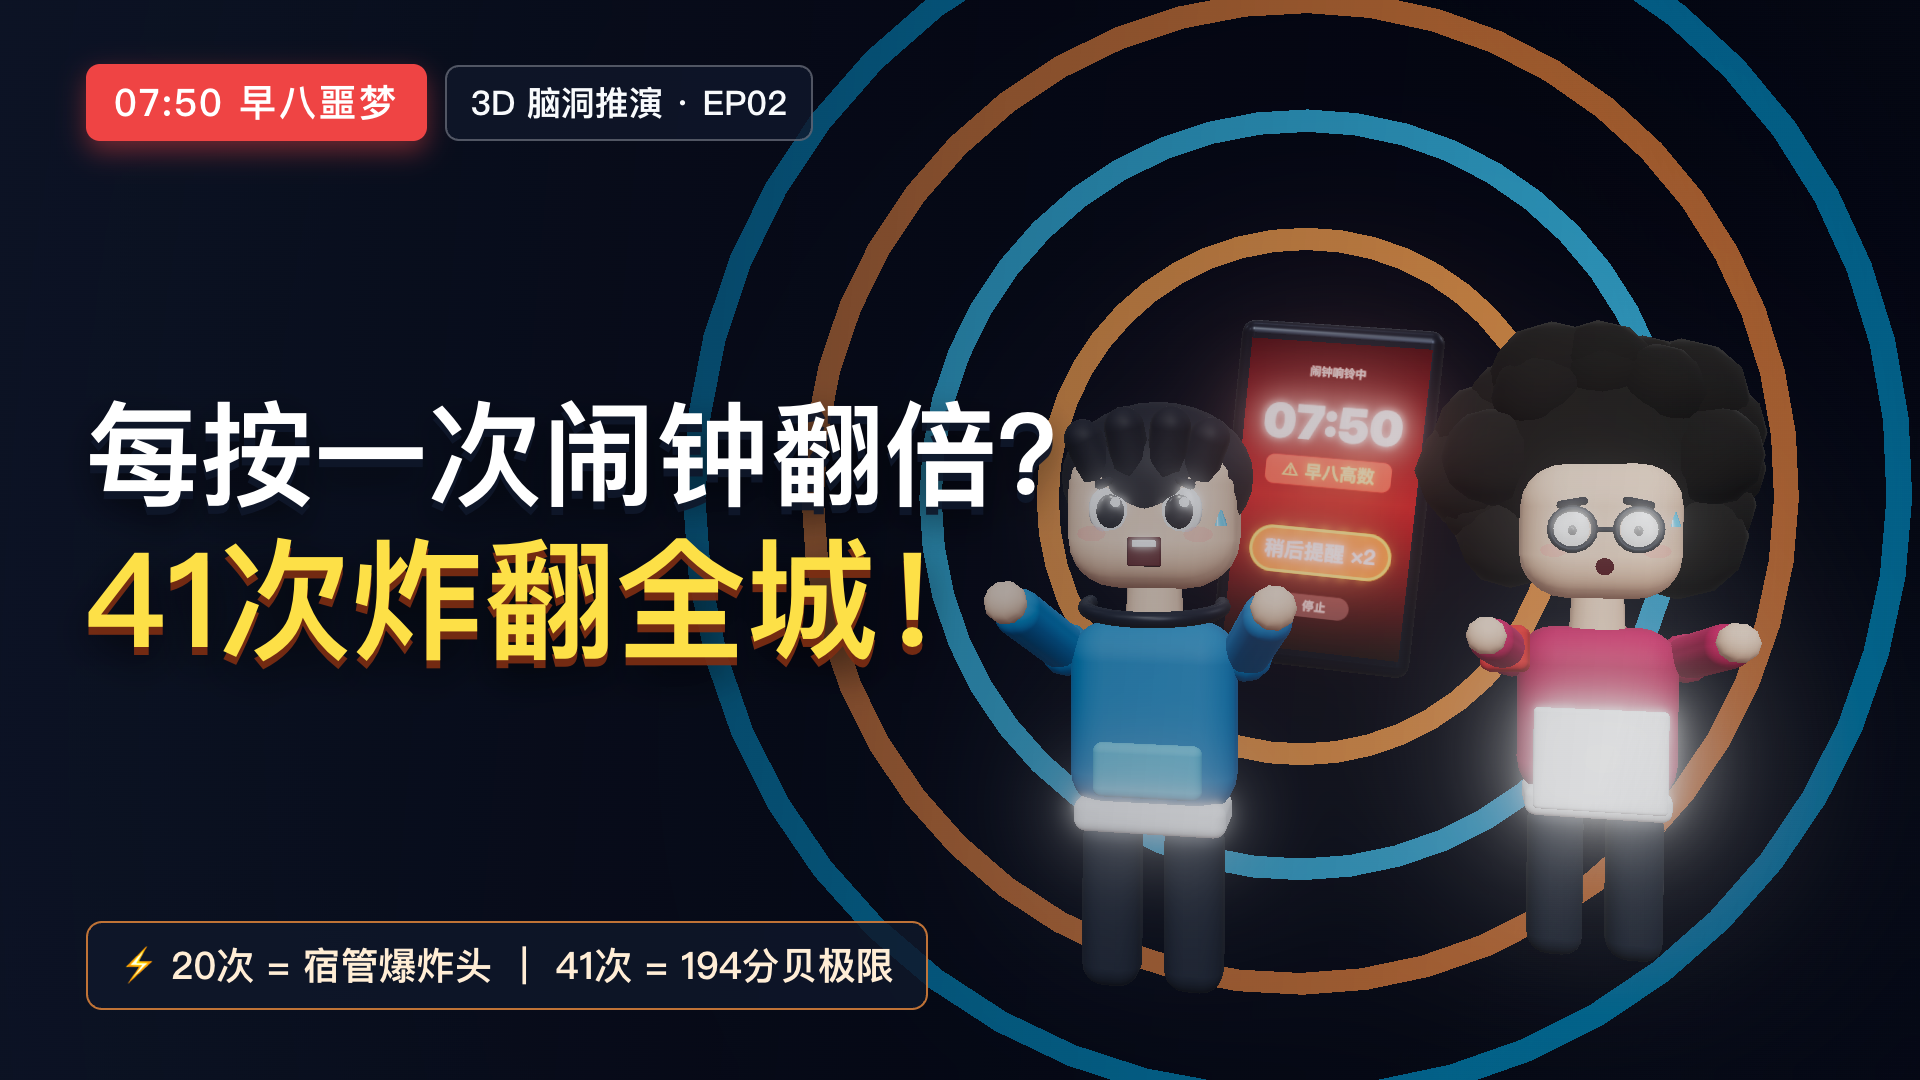 07:50 早八噩梦
3D 脑洞推演 · EP02
每按一次闹钟翻倍?
41次炸翻全城!
闹钟响铃中
07:50
⚠ 早八高数
稍后提醒 ×2
停止
⚡ 20次 = 宿管爆炸头 | 41次 = 194分贝极限